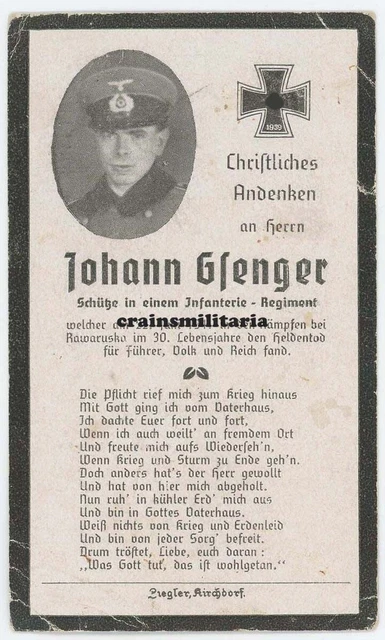 1939
Christliches
Andenken
an Herrn
Johann Gsenger
Schütze in einem Infanterie - Regiment
crainsmilitaria
welcher am 22. den Kämpfen bei
Rawaruska im 30. Lebensjahre den Heldentod
für Führer, Volk und Reich fand.
Die Pflicht rief mich zum Krieg hinaus
Mit Gott ging ich vom Vaterhaus,
Ich dachte Euer fort und fort,
Wenn ich auch weilt' an fremdem Ort
Und freute mich aufs Wiederseh'n,
Wenn Krieg und Sturm zu Ende geh'n.
Doch anders hat's der Herr gewollt
Und hat von hier mich abgeholt.
Nun ruh' in kühler Erd' mich aus
Und bin in Gottes Vaterhaus.
Weiß nichts von Krieg und Erdenleid
Und bin von jeder Sorg' befreit.
Drum tröstet, Liebe, euch daran :
„Was Gott tut, das ist wohlgetan."
Ziegler, Kirchdorf.